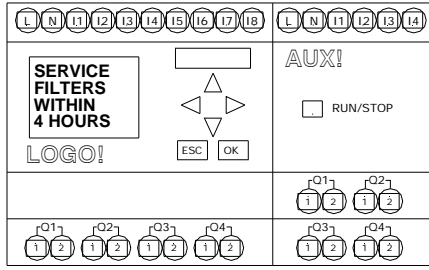 L N I1 I2 I3 I4 I5 I6 I7 I8
L N I1 I2 I3 I4
SERVICE
FILTERS
WITHIN
4 HOURS
LOGO!
ESC OK
AUX!
RUN/STOP
Q1 Q2
1 2 1 2
Q1 Q2 Q3 Q4
1 2 1 2 1 2 1 2
Q3 Q4
1 2 1 2